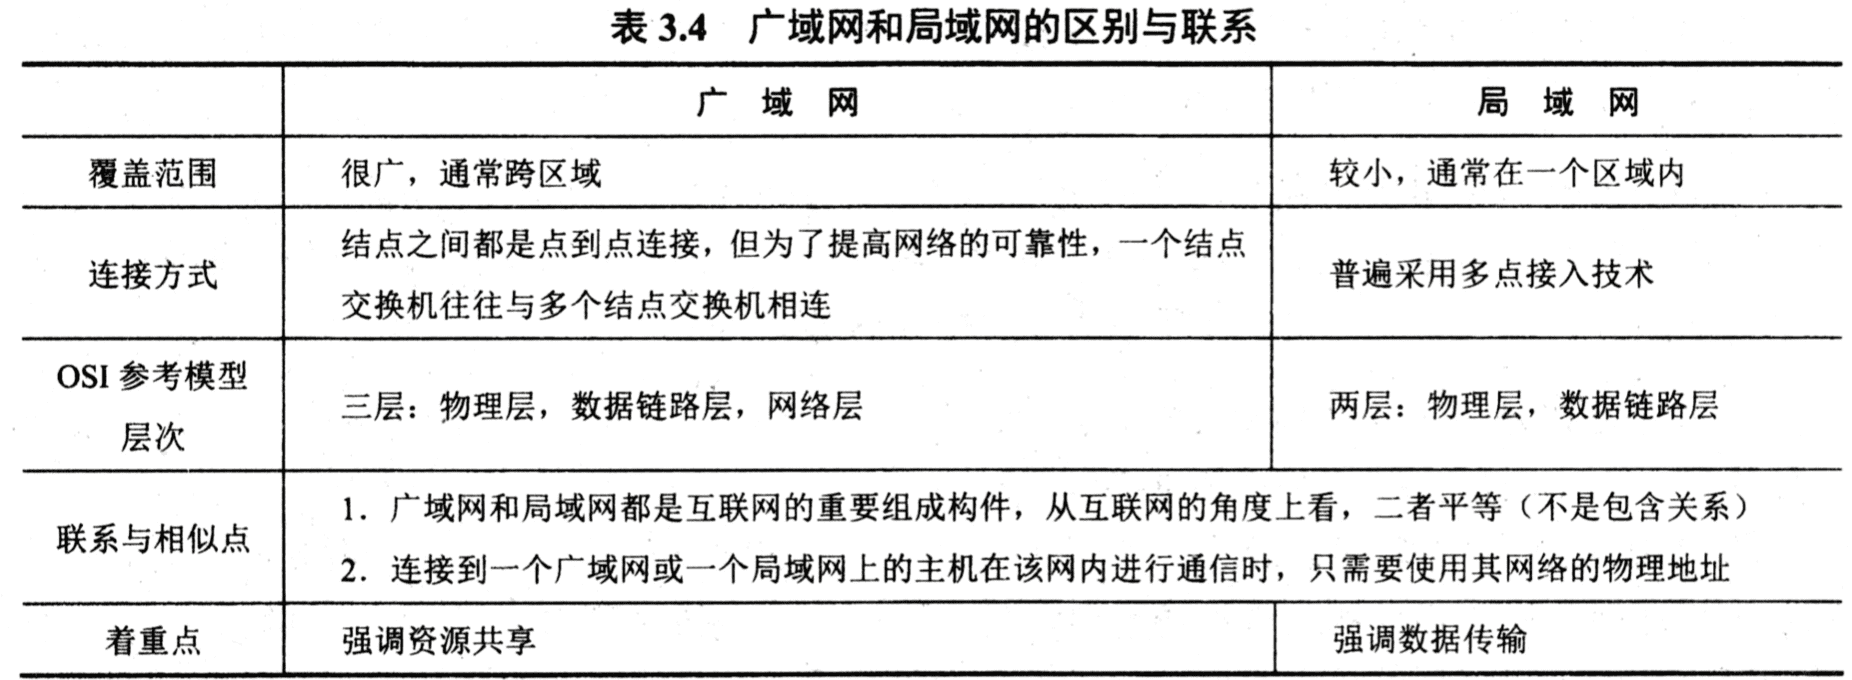 表 3.4 广域网和局域网的区别与联系
广域网 局域网
覆盖范围 很广，通常跨区域 较小，通常在一个区域内
连接方式 结点之间都是点到点连接，但为了提高网络的可靠性，一个结点
交换机往往与多个结点交换机相连 普遍采用多点接入技术
OSI 参考模型
层次 三层：物理层，数据链路层，网络层 两层：物理层，数据链路层
联系与相似点 1．广域网和局域网都是互联网的重要组成构件，从互联网的角度上看，二者平等（不是包含关系）
2．连接到一个广域网或一个局域网上的主机在该网内进行通信时，只需要使用其网络的物理地址
着重点 强调资源共享 强调数据传输